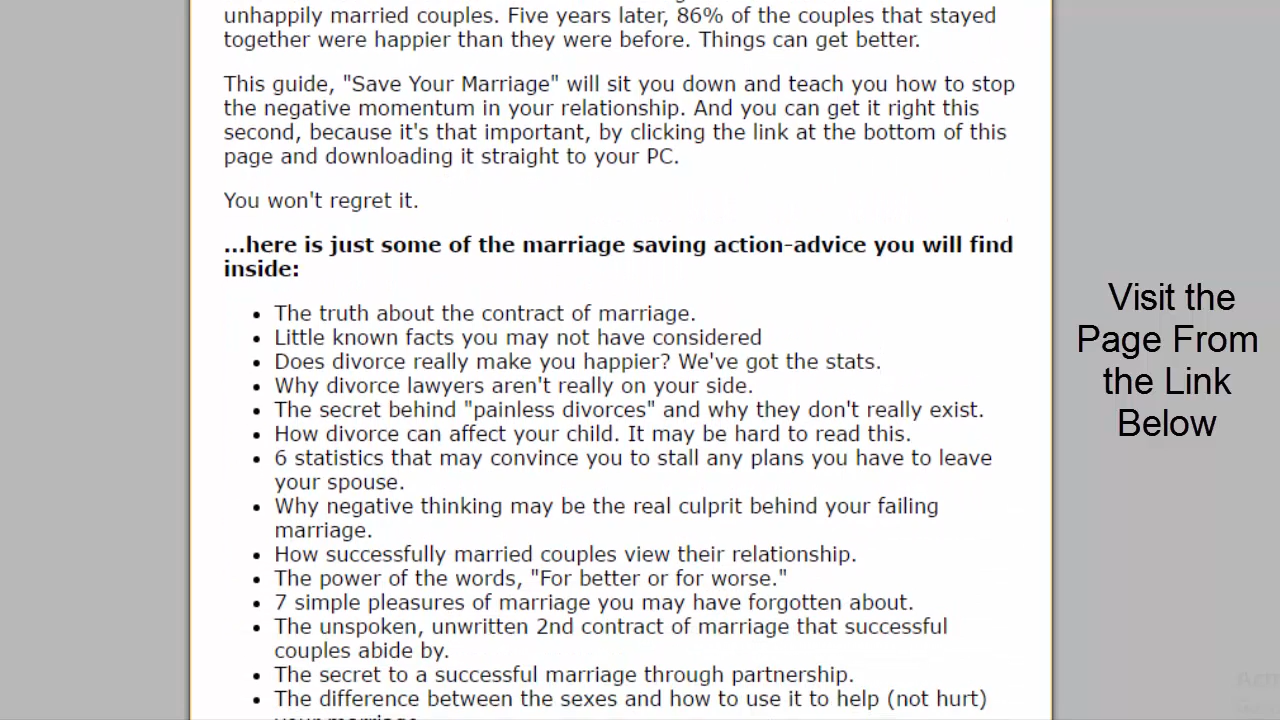 unhappily married couples. Five years later, 86% of the couples that stayed
together were happier than they were before. Things can get better.
This guide, "Save Your Marriage" will sit you down and teach you how to stop
the negative momentum in your relationship. And you can get it right this
second, because it's that important, by clicking the link at the bottom of this
page and downloading it straight to your PC.
You won't regret it.
...here is just some of the marriage saving action-advice you will find
inside:
• The truth about the contract of marriage.
• Little known facts you may not have considered
• Does divorce really make you happier? We've got the stats.
• Why divorce lawyers aren't really on your side.
• The secret behind "painless divorces" and why they don't really exist.
• How divorce can affect your child. It may be hard to read this.
• 6 statistics that may convince you to stall any plans you have to leave
your spouse.
• Why negative thinking may be the real culprit behind your failing
marriage.
• How successfully married couples view their relationship.
• The power of the words, "For better or for worse."
• 7 simple pleasures of marriage you may have forgotten about.
• The unspoken, unwritten 2nd contract of marriage that successful
couples abide by.
• The secret to a successful marriage through partnership.
• The difference between the sexes and how to use it to help (not hurt)
your marriage.
Visit the
Page From
the Link
Below